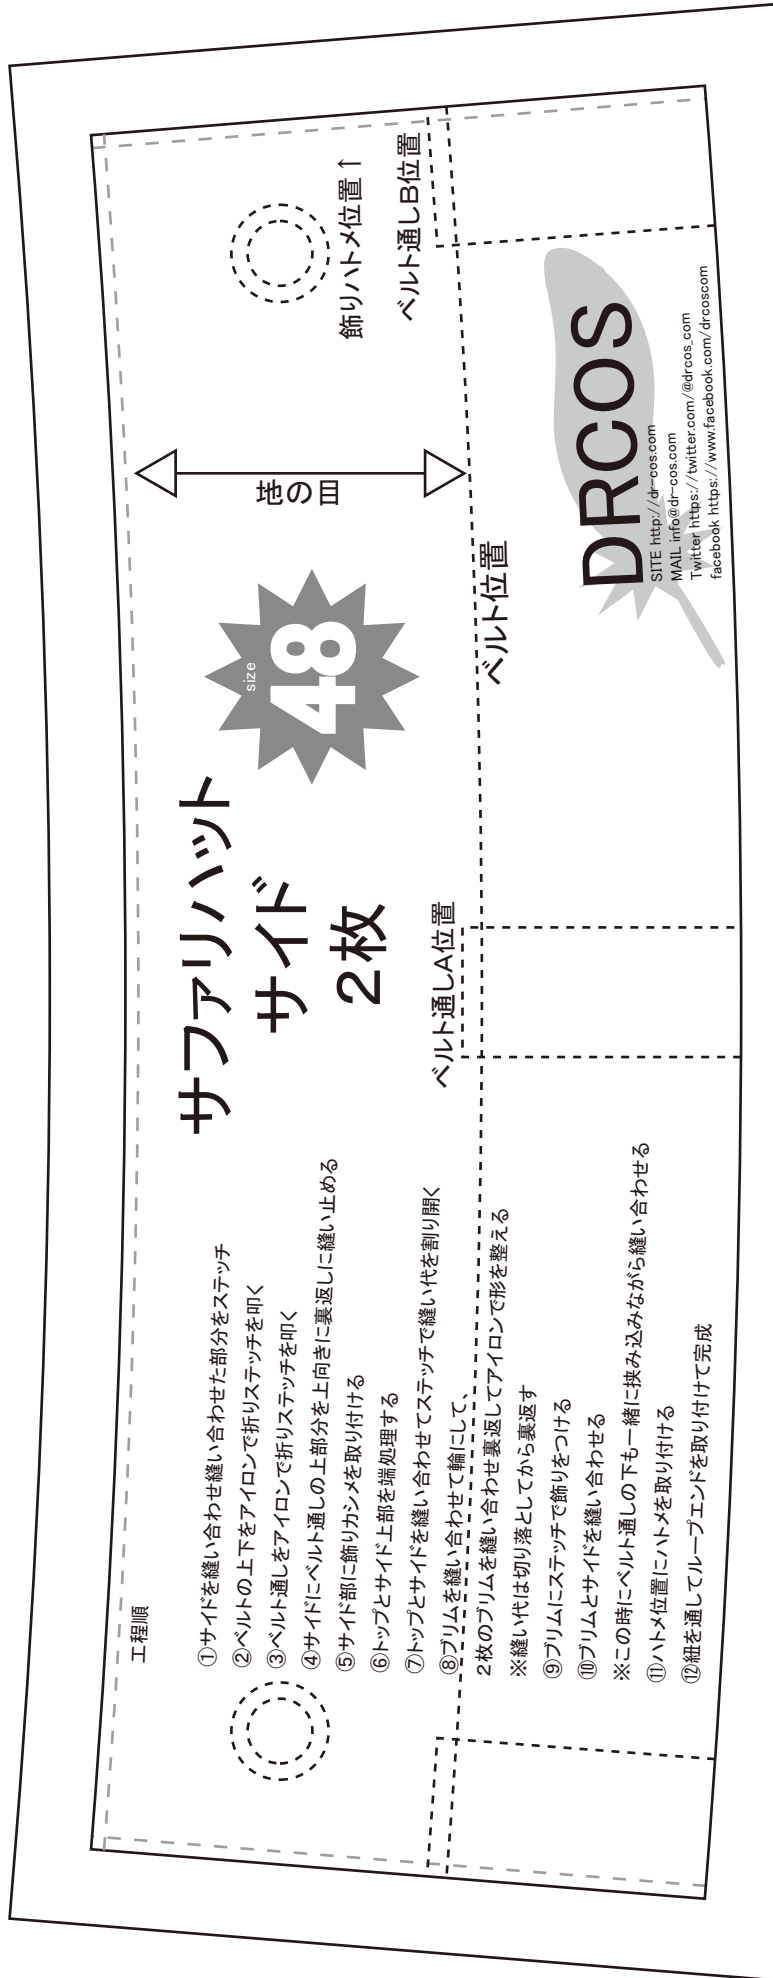 工程順
①サイドを縫い合わせ縫い合わせた部分をステッチ
②ベルトの上下をアイロンで折りステッチを叩く
③ベルト通しをアイロンで折りステッチを叩く
④サイドにベルト通しの上部分を上向きに裏返しに縫い止める
⑤サイド部に飾りカシメを取り付ける
⑥トップとサイド上部を端処理する
⑦トップとサイドを縫い合わせてステッチで縫い代を割り開く
⑧ブリムを縫い合わせて輪にして、
2枚のブリムを縫い合わせ裏返してアイロンで形を整える
※縫い代は切り落としてから裏返す
⑨ブリムにステッチで飾りをつける
⑩ブリムとサイドを縫い合わせる
※この時にベルト通しの下も一緒に挟み込みながら縫い合わせる
⑪ハトメ位置にハトメを取り付ける
⑫紐を通してループエンドを取り付けて完成
サファリハット
サイド
2枚
ベルト通しA位置
size
48
ベルト位置
地の目
飾りハトメ位置↑
ベルト通しB位置
DRCOS
SITE http://dr-cos.com
MAIL info@dr-cos.com
Twitter https://twitter.com/@drcos_com
facebook https://www.facebook.com/drcoscom